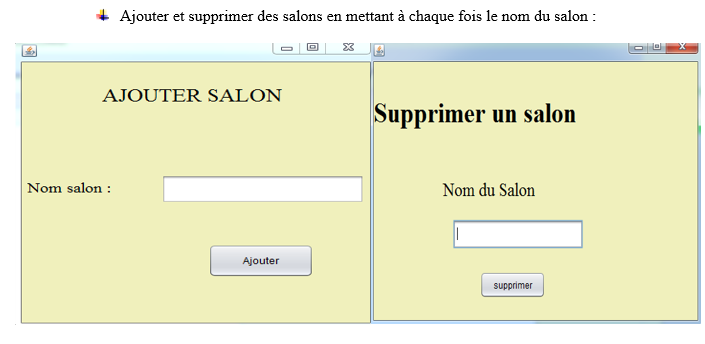 Ajouter et supprimer des salons en mettant à chaque fois le nom du salon :
AJOUTER SALON
Nom salon :
Ajouter
Supprimer un salon
Nom du Salon
supprimer